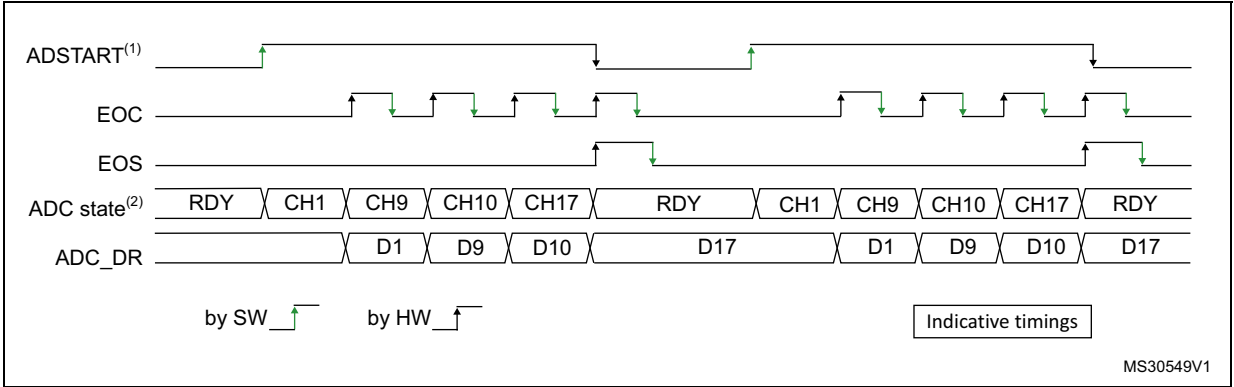 ADSTART(1)
EOC
EOS
ADC state(2) RDY CH1 CH9 CH10 CH17 RDY CH1 CH9 CH10 CH17 RDY
ADC_DR D1 D9 D10 D17 D1 D9 D10 D17
by SW by HW Indicative timings
MS30549V1